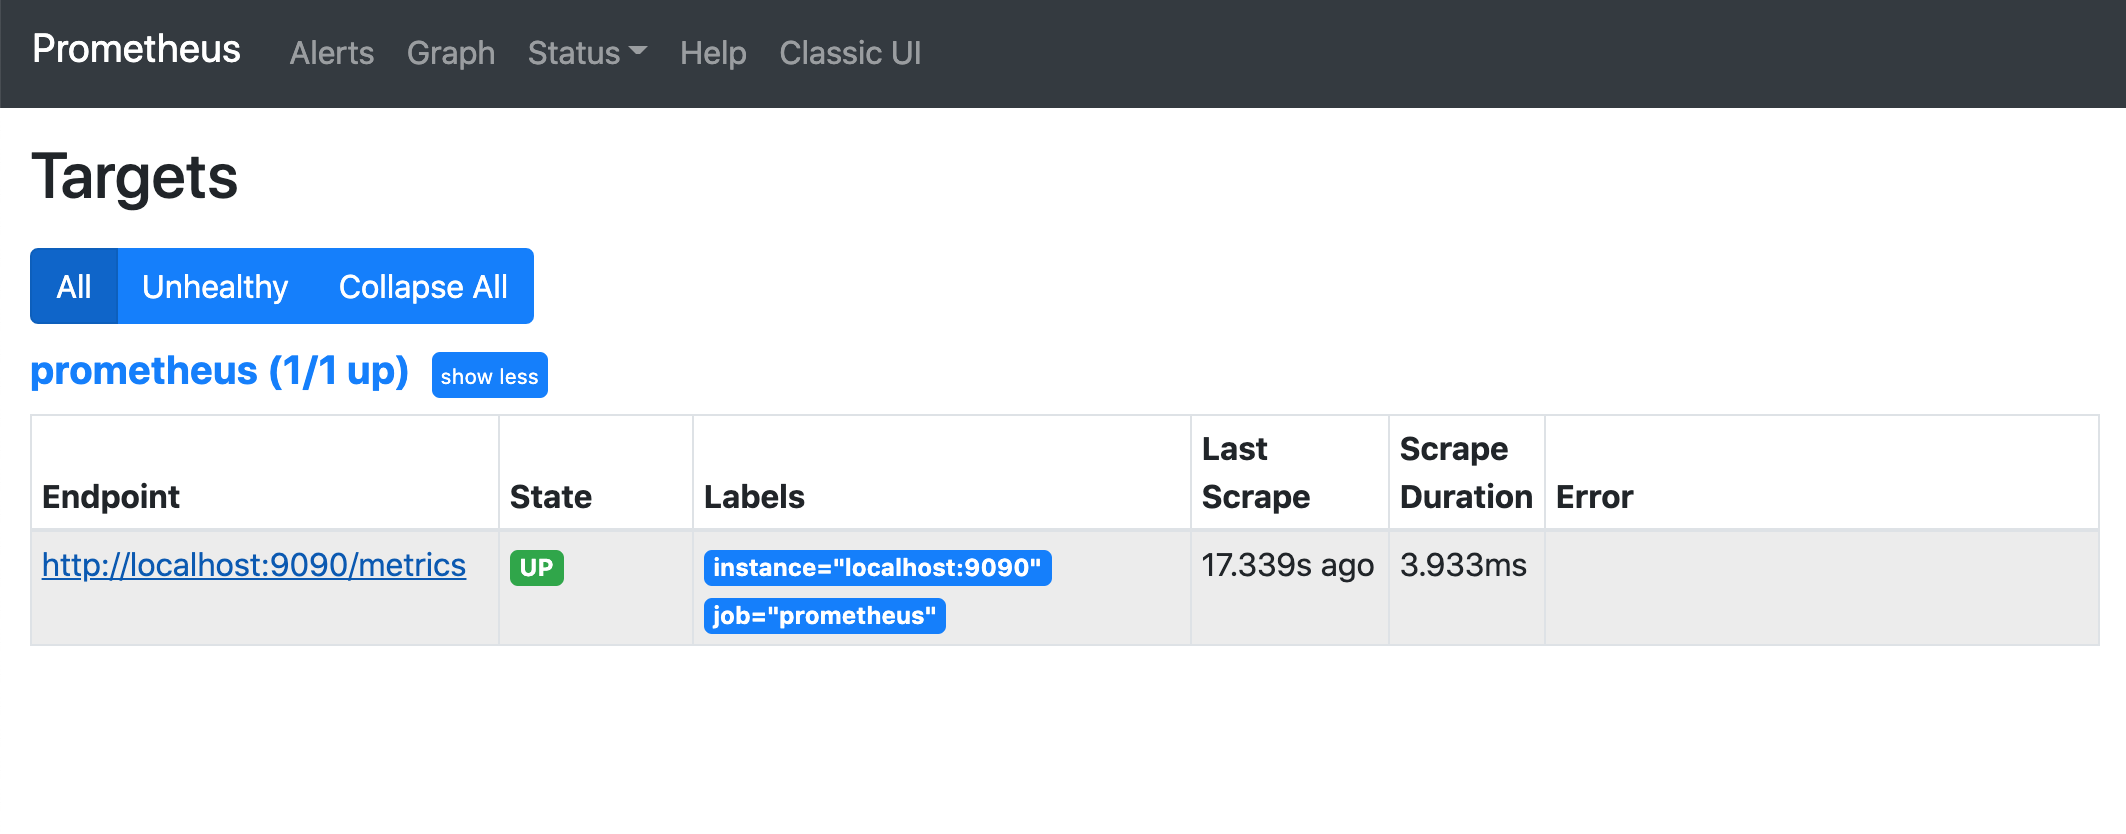 Prometheus Alerts Graph Status Help Classic UI
Targets
All Unhealthy Collapse All
prometheus (1/1 up) show less
Endpoint State Labels Last Scrape Scrape Duration Error
http://localhost:9090/metrics UP instance="localhost:9090" 17.339s ago 3.933ms
job="prometheus"